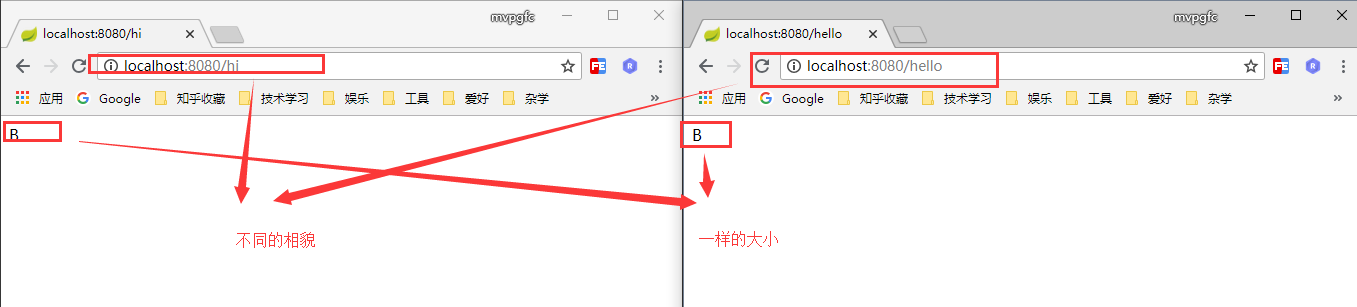 mvpgfc
localhost:8080/hi
localhost:8080/hi
应用 Google 知乎收藏 技术学习 娱乐 工具 爱好 杂学 »
B
不同的相貌
mvpgfc
localhost:8080/hello
localhost:8080/hello
应用 Google 知乎收藏 技术学习 娱乐 工具 爱好 杂学 »
B
一样的大小